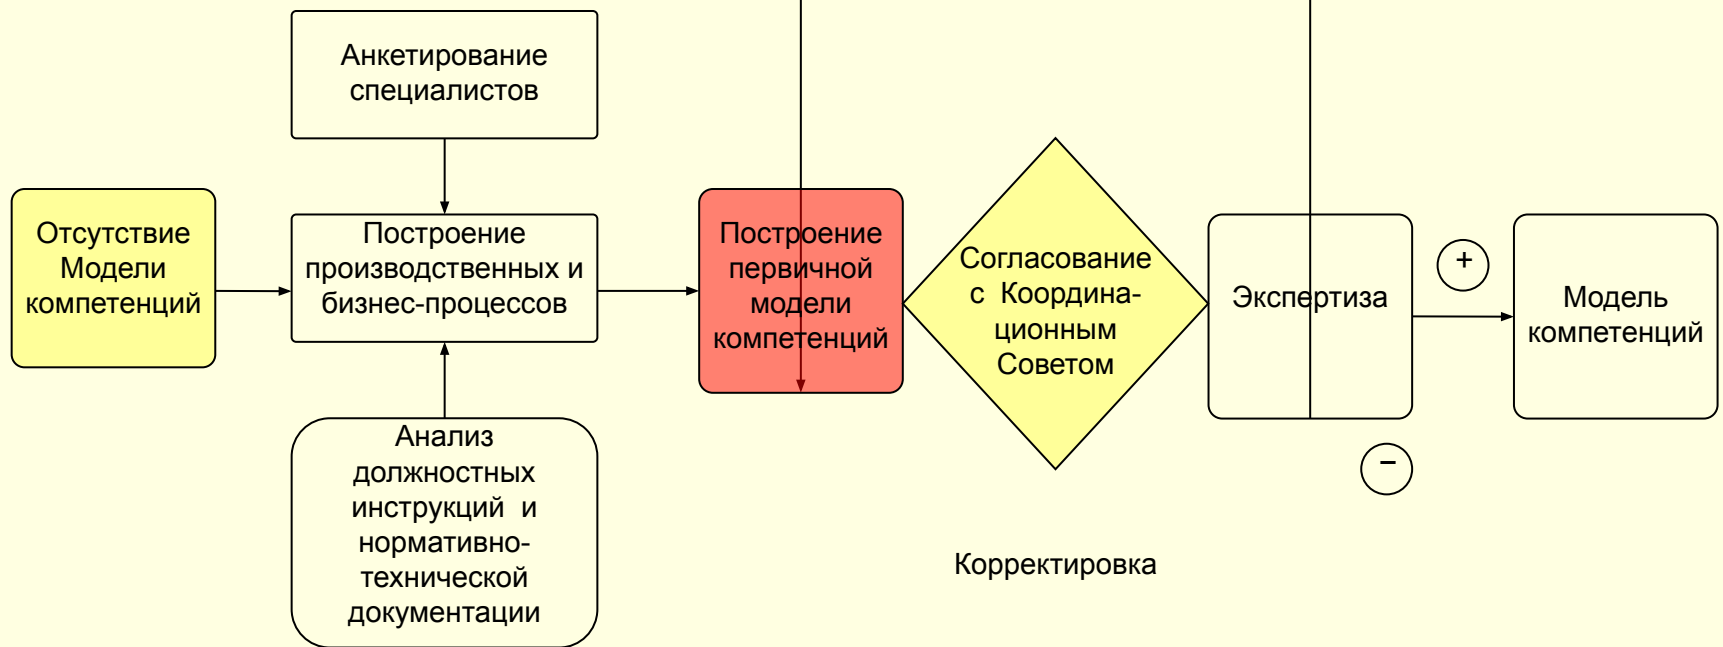 Анкетирование
специалистов
Отсутствие
Модели
компетенций
Построение
производственных и
бизнес-процессов
Анализ
должностных
инструкций и
нормативно-
технической
документации
Построение
первичной
модели
компетенций
Согласование
с Координа-
ционным
Советом
Экспертиза
+
−
Модель
компетенций
Корректировка